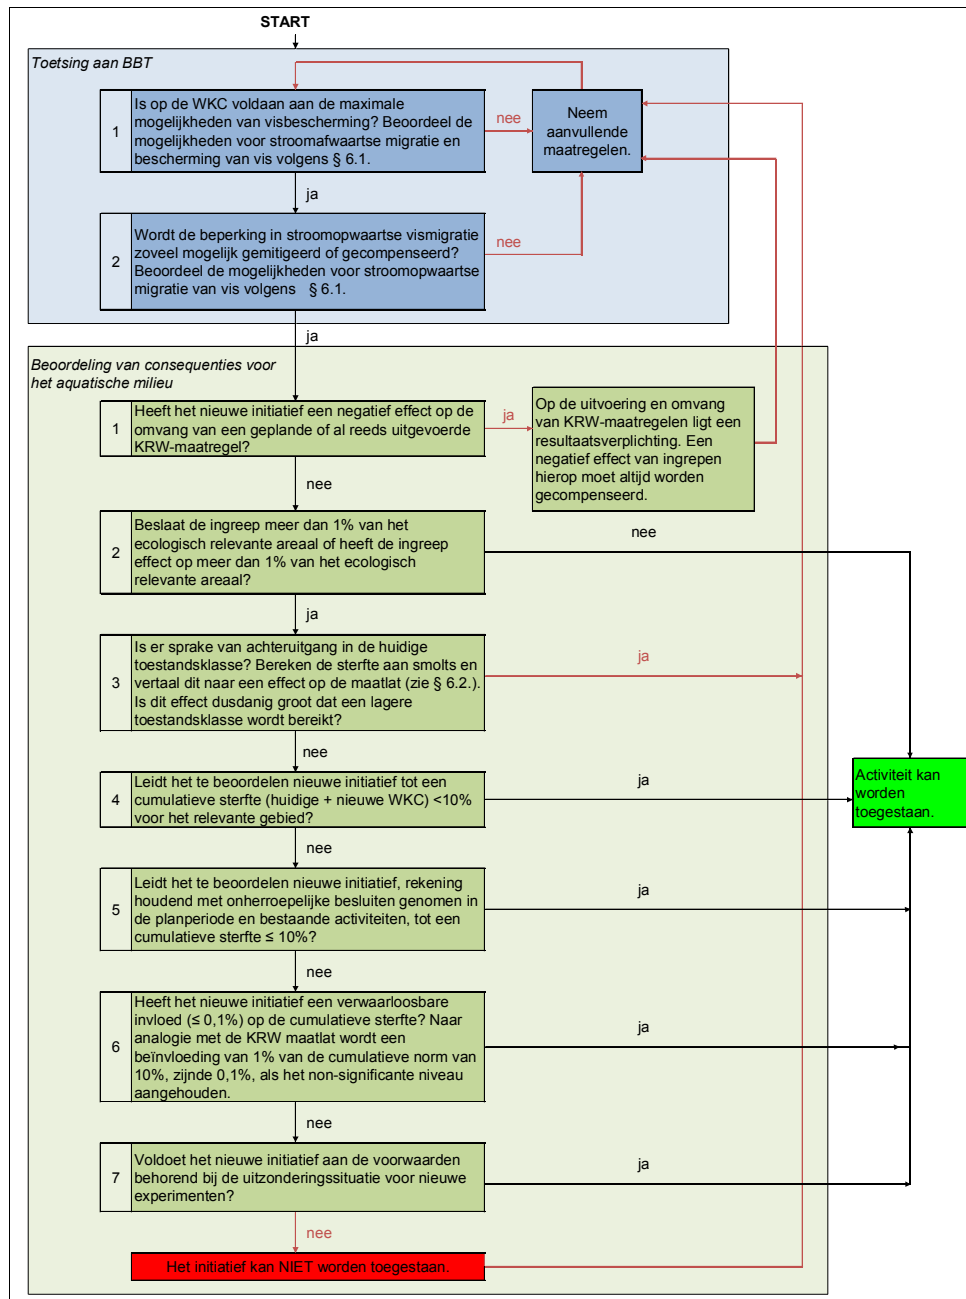 START
Toetsing aan BBT
1
Is op de WKC voldaan aan de maximale
mogelijkheden van visbescherming? Beoordeel de
mogelijkheden voor stroomafwaartse migratie en
bescherming van vis volgens § 6.1.
nee
Neem
aanvullende
maatregelen.
ja
2
Wordt de beperking in stroomopwaartse vismigratie
zoveel mogelijk gemitigeerd of gecompenseerd?
Beoordeel de mogelijkheden voor stroomopwaartse
migratie van vis volgens § 6.1.
nee
ja
Beoordeling van consequenties voor
het aquatische milieu
1
Heeft het nieuwe initiatief een negatief effect op de
omvang van een geplande of al reeds uitgevoerde
KRW-maatregel?
ja
Op de uitvoering en omvang
van KRW-maatregelen ligt een
resultaatsverplichting. Een
negatief effect van ingrepen
hierop moet altijd worden
gecompenseerd.
nee
2
Beslaat de ingreep meer dan 1% van het
ecologisch relevante areaal of heeft de ingreep
effect op meer dan 1% van het ecologisch
relevante areaal?
nee
ja
3
Is er sprake van achteruitgang in de huidige
toestandsklasse? Bereken de sterfte aan smolts en
vertaal dit naar een effect op de maatlat (zie § 6.2.).
Is dit effect dusdanig groot dat een lagere
toestandsklasse wordt bereikt?
ja
nee
4
Leidt het te beoordelen nieuwe initiatief tot een
cumulatieve sterfte (huidige + nieuwe WKC) <10%
voor het relevante gebied?
ja
Activiteit kan
worden
toegestaan.
nee
5
Leidt het te beoordelen nieuwe initiatief, rekening
houdend met onherroepelijke besluiten genomen in
de planperiode en bestaande activiteiten, tot een
cumulatieve sterfte ≤ 10%?
ja
nee
6
Heeft het nieuwe initiatief een verwaarloosbare
invloed (≤ 0,1%) op de cumulatieve sterfte? Naar
analogie met de KRW maatlat wordt een
beïnvloeding van 1% van de cumulatieve norm van
10%, zijnde 0,1%, als het non-significante niveau
aangehouden.
ja
nee
7
Voldoet het nieuwe initiatief aan de voorwaarden
behorend bij de uitzonderingssituatie voor nieuwe
experimenten?
ja
nee
Het initiatief kan NIET worden toegestaan.